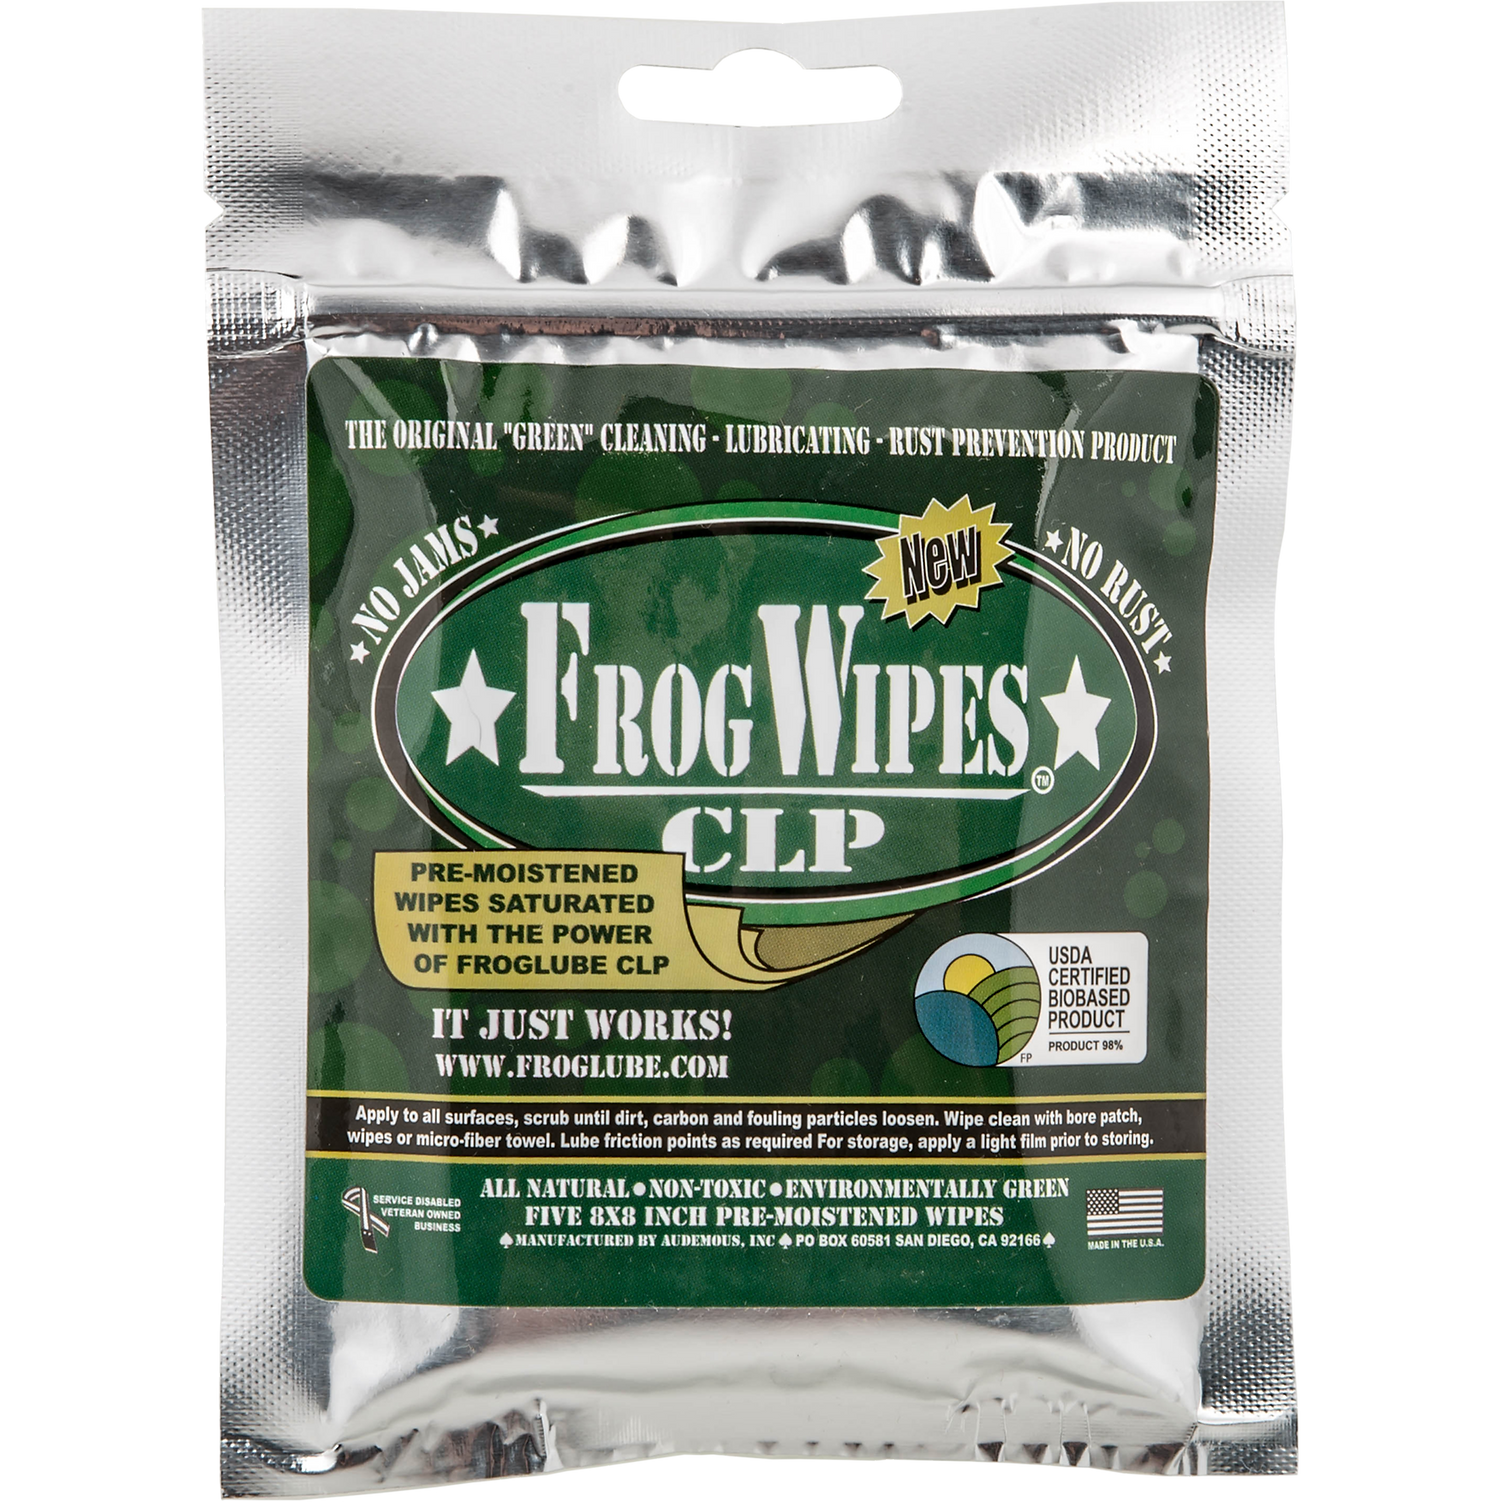 THE ORIGINAL "GREEN" CLEANING - LUBRICATING - RUST PREVENTION PRODUCT
NO JAMS
NO RUST
New
FROG WIPES TM
CLP
PRE-MOISTENED
WIPES SATURATED
WITH THE POWER
OF FROGLUBE CLP
USDA
CERTIFIED
BIOBASED
PRODUCT
PRODUCT 98%
FP
IT JUST WORKS!
WWW.FROGLUBE.COM
Apply to all surfaces, scrub until dirt, carbon and fouling particles loosen. Wipe clean with bore patch,
wipes or micro-fiber towel. Lube friction points as required For storage, apply a light film prior to storing.
SERVICE DISABLED
VETERAN OWNED
BUSINESS
ALL NATURAL ● NON-TOXIC ● ENVIRONMENTALLY GREEN
FIVE 8X8 INCH PRE-MOISTENED WIPES
♠ MANUFACTURED BY AUDEMOUS, INC ♠ PO BOX 60581 SAN DIEGO, CA 92166 ♠
MADE IN THE U.S.A.